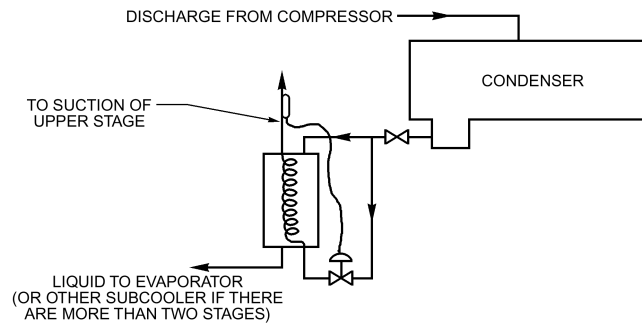 DISCHARGE FROM COMPRESSOR
CONDENSER
TO SUCTION OF
UPPER STAGE
LIQUID TO EVAPORATOR
(OR OTHER SUBCOOLER IF THERE
ARE MORE THAN TWO STAGES)